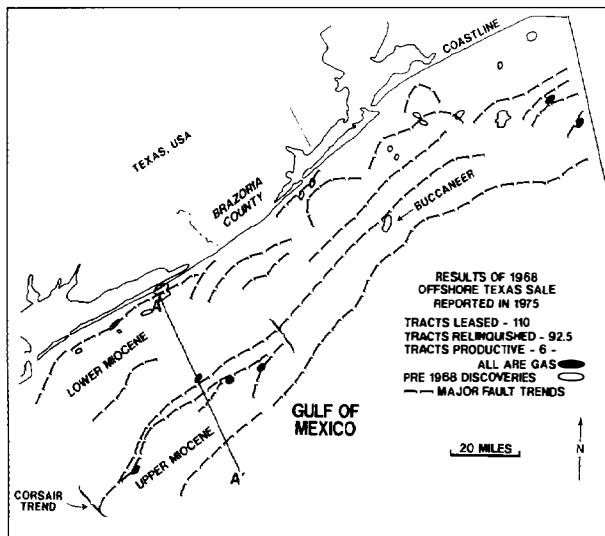 COASTLINE
TEXAS, USA
BRAZORIA
COUNTY
BUCCANEER
RESULTS OF 1968
OFFSHORE TEXAS SALE
REPORTED IN 1975
TRACTS LEASED - 110
TRACTS RELINQUISHED - 92.5
TRACTS PRODUCTIVE - 6 -
ALL ARE GAS
PRE 1968 DISCOVERIES
MAJOR FAULT TRENDS
A
LOWER MIOCENE
GULF OF
MEXICO
20 MILES
N
UPPER MIOCENE
A'
CORSAIR
TREND